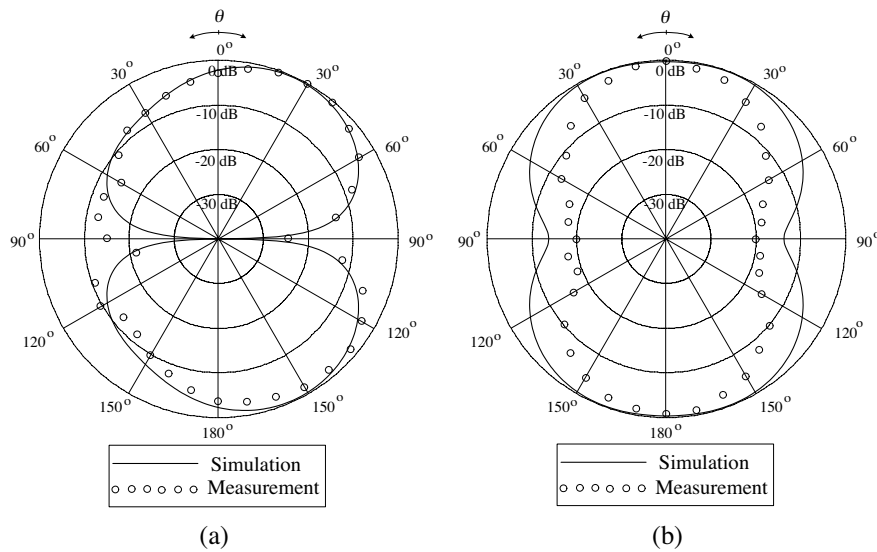 θ θ
0° 0°
30° 0 dB 30° 30° 0 dB 30°
-10 dB -10 dB
60° 60° 60° 60°
-20 dB -20 dB
-30 dB -30 dB
90° 90° 90° 90°
120° 120° 120° 120°
150° 150° 150° 150°
180° 180°
Simulation Simulation
Measurement Measurement
(a) (b)